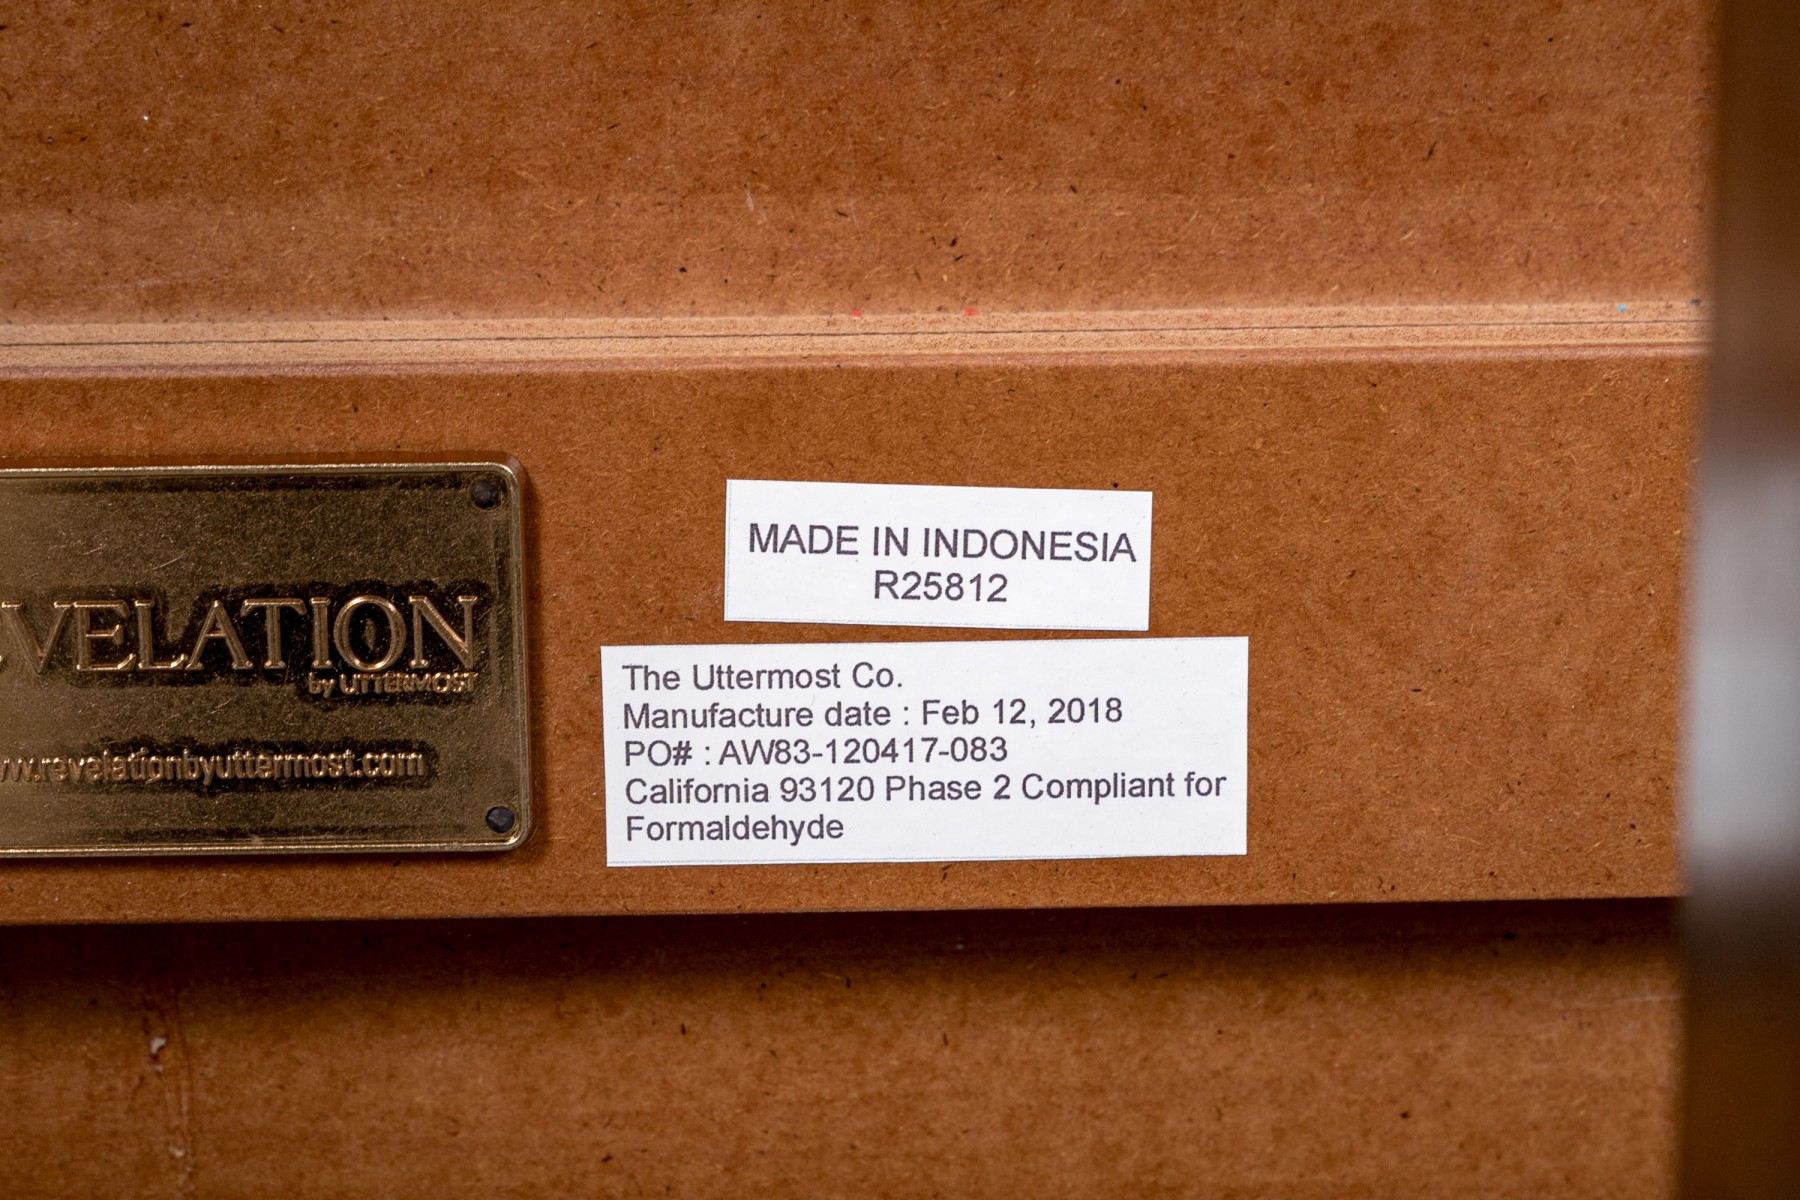 EVELATION
by UTTERMOST
www.revelationbyuttermost.com
MADE IN INDONESIA
R25812
The Uttermost Co.
Manufacture date : Feb 12, 2018
PO# : AW83-120417-083
California 93120 Phase 2 Compliant for
Formaldehyde